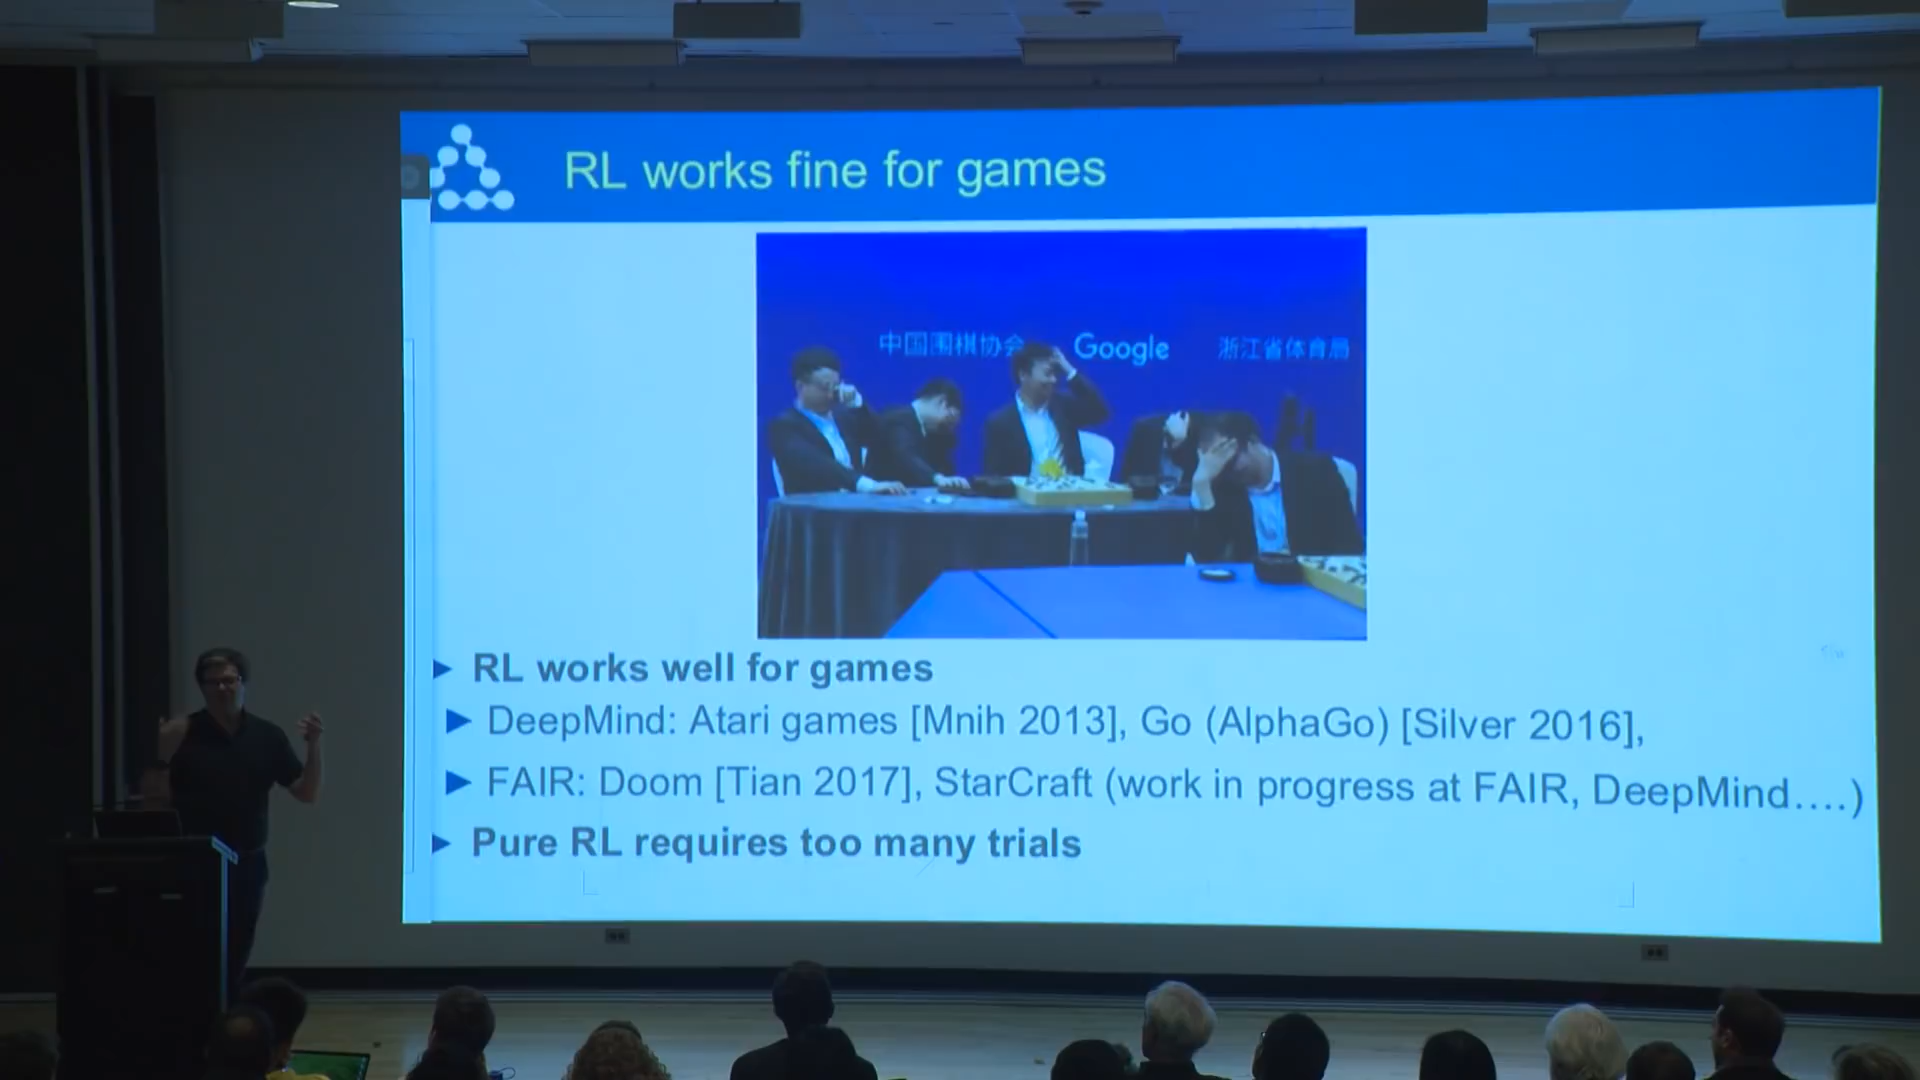 RL works fine for games
中国围棋协会 Google 浙江省体育局
► RL works well for games
► DeepMind: Atari games [Mnih 2013], Go (AlphaGo) [Silver 2016],
► FAIR: Doom [Tian 2017], StarCraft (work in progress at FAIR, DeepMind....)
► Pure RL requires too many trials